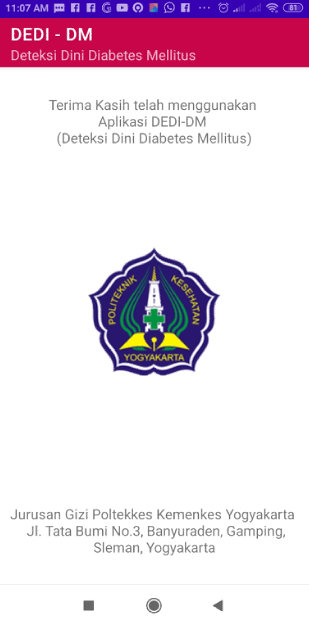 11:07 AM
81
DEDI - DM
Deteksi Dini Diabetes Mellitus
Terima Kasih telah menggunakan
Aplikasi DEDI-DM
(Deteksi Dini Diabetes Mellitus)
POLITEKNIK KESEHATAN
YOGYAKARTA
Jurusan Gizi Poltekkes Kemenkes Yogyakarta
Jl. Tata Bumi No.3, Banyuraden, Gamping,
Sleman, Yogyakarta